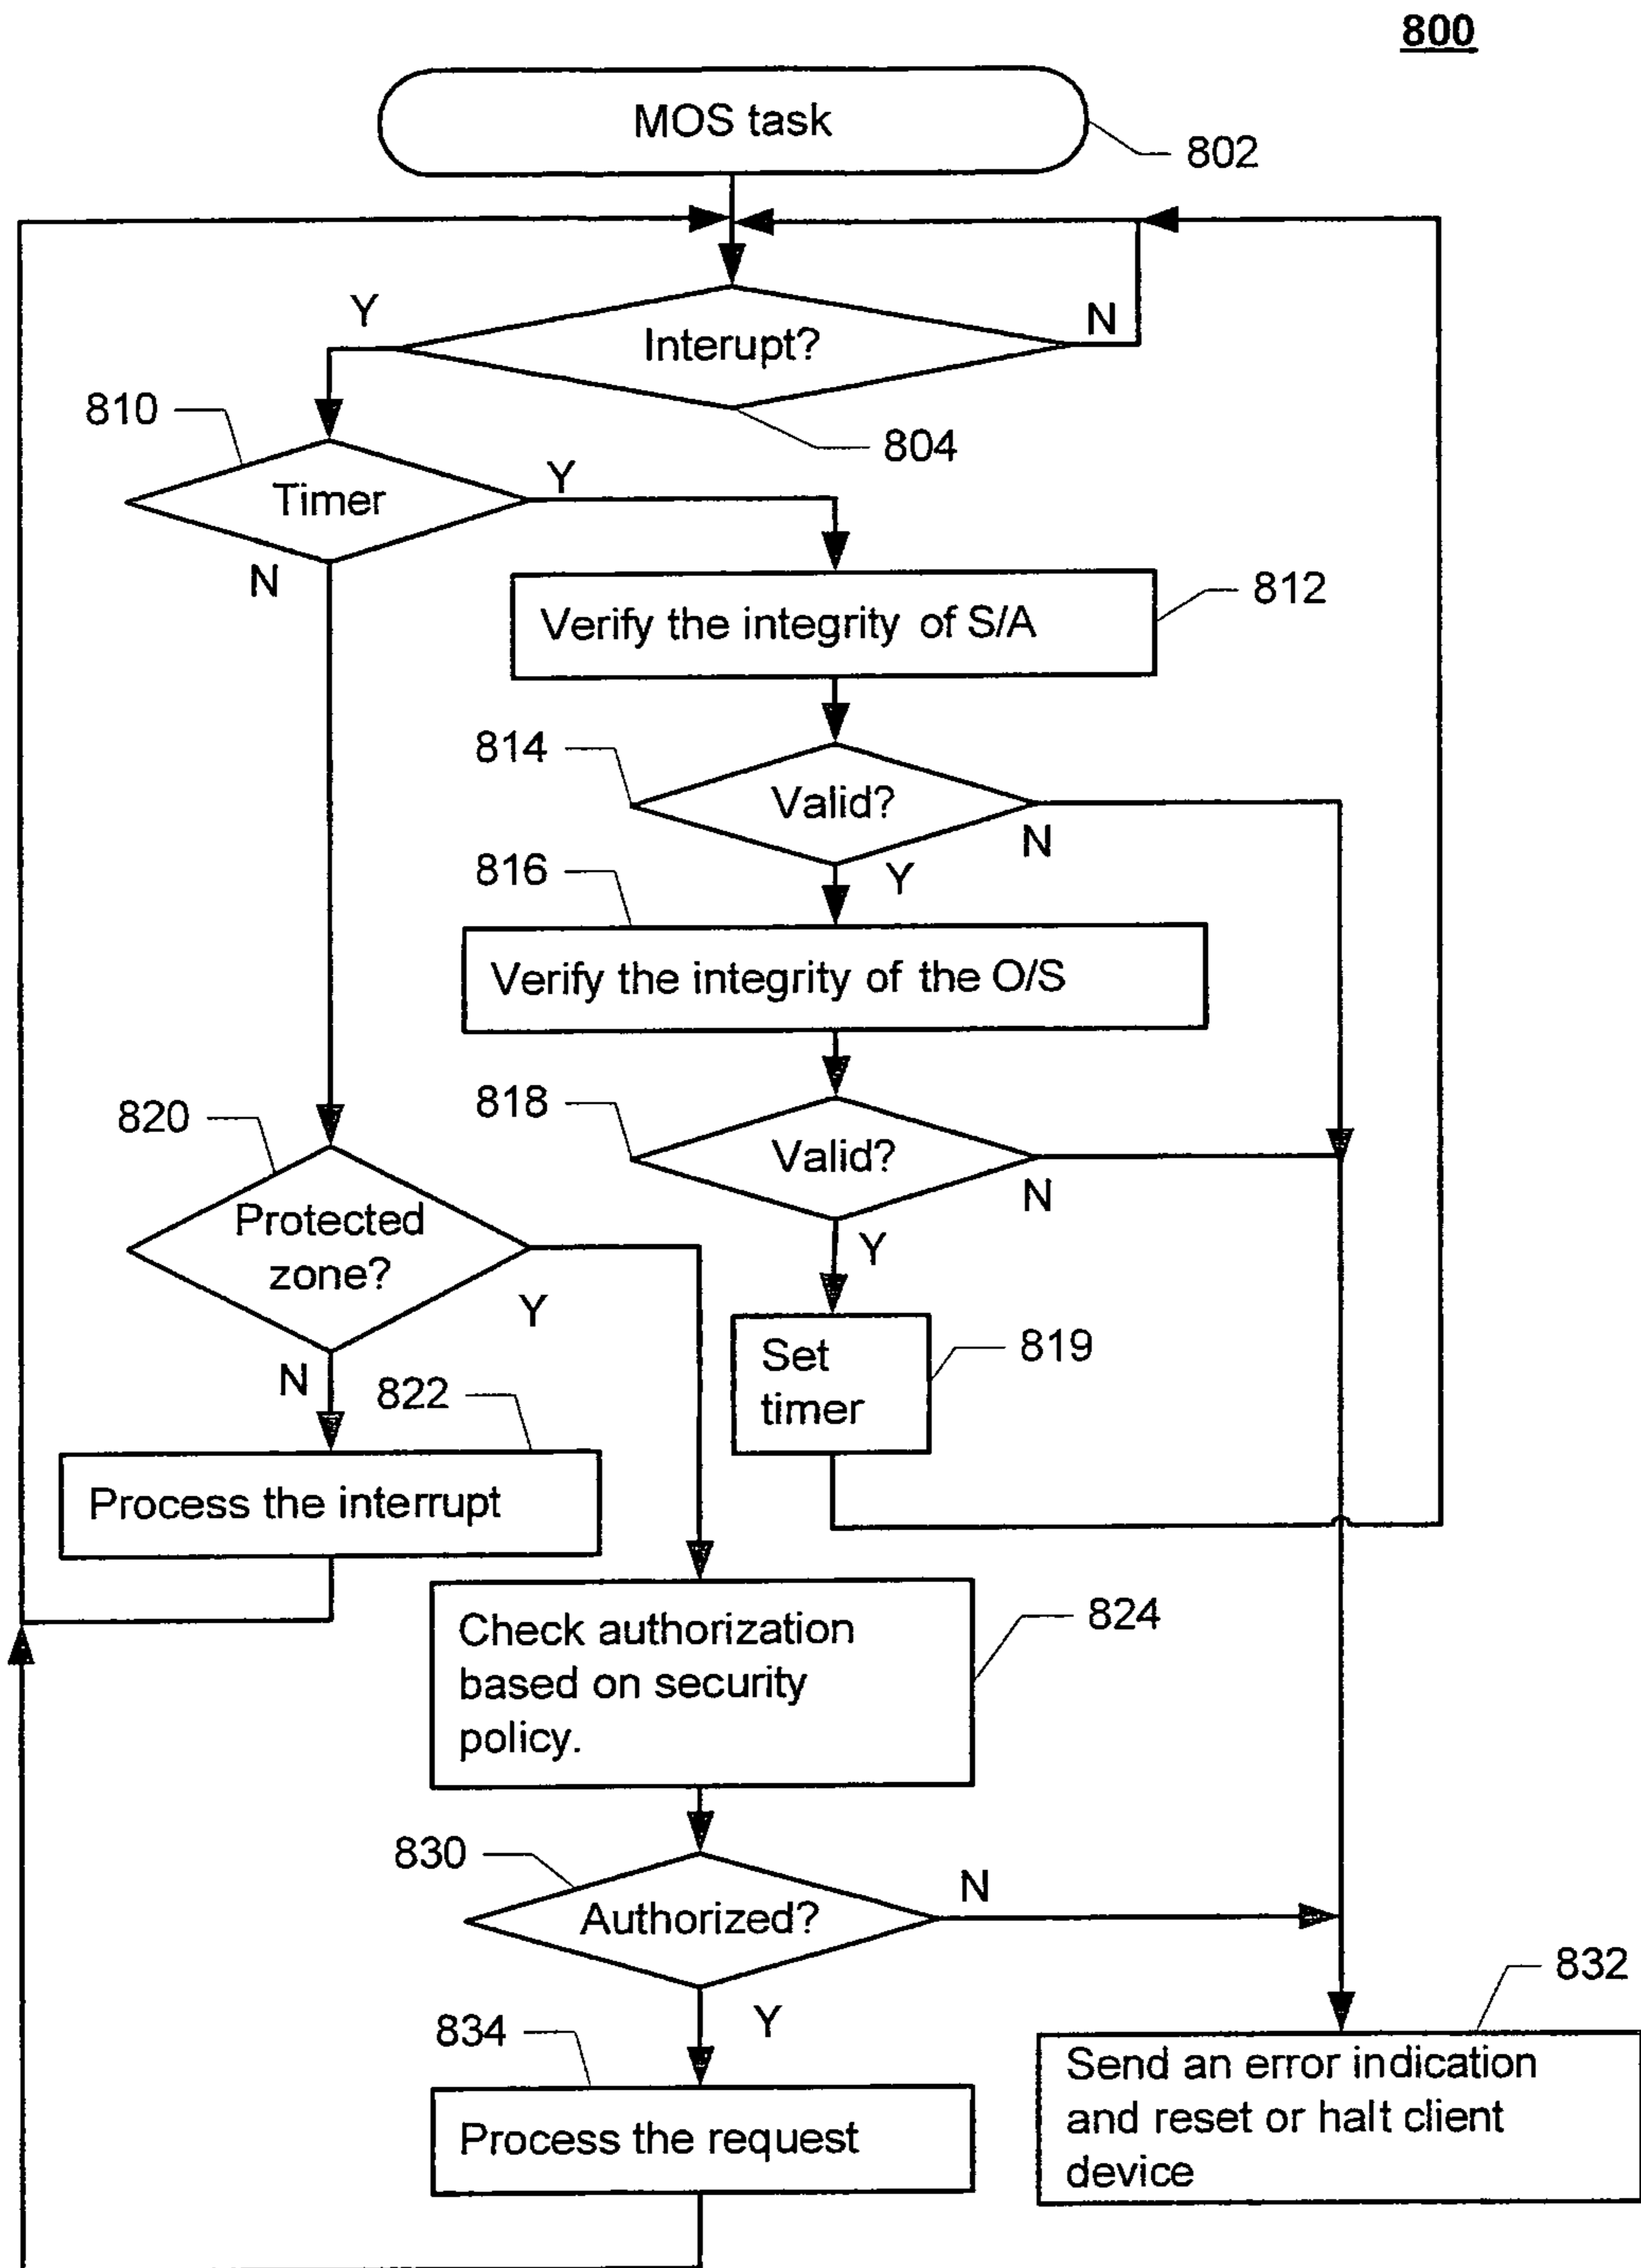 800
MOS task
802
Y
Interupt?
N
804
810
Timer
Y
N
812
Verify the integrity of S/A
814
Valid?
N
Y
816
Verify the integrity of the O/S
818
Valid?
N
Y
820
Protected
zone?
Y
N
Set
timer
819
822
Process the interrupt
824
Check authorization
based on security
policy.
830
Authorized?
N
Y
832
Send an error indication
and reset or halt client
device
834
Process the request